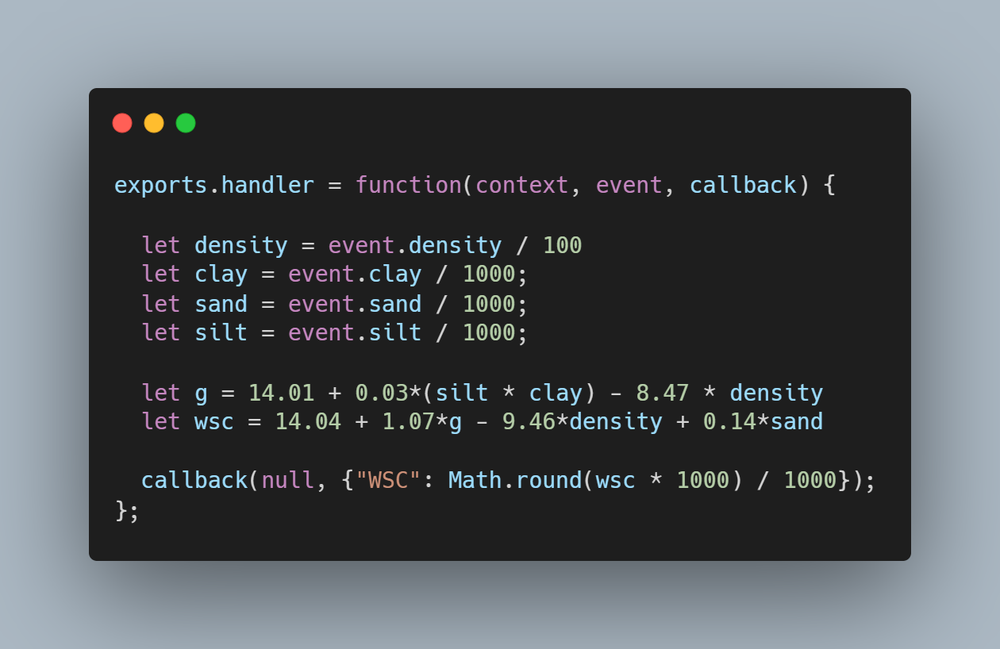 exports.handler = function(context, event, callback) {
let density = event.density / 100
let clay = event.clay / 1000;
let sand = event.sand / 1000;
let silt = event.silt / 1000;
let g = 14.01 + 0.03*(silt * clay) - 8.47 * density
let wsc = 14.04 + 1.07*g - 9.46*density + 0.14*sand
callback(null, {"WSC": Math.round(wsc * 1000) / 1000});
};